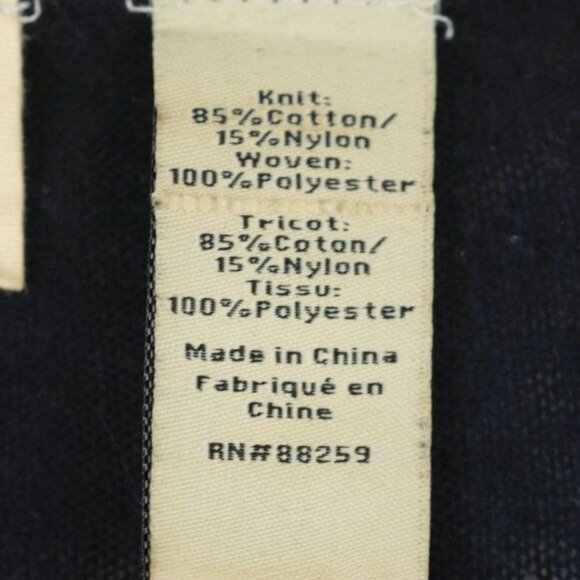 Knit:
85%Cotton/
15%Nylon
Woven:
100%Polyester
Tricot:
85%Coton/
15%Nylon
Tissu:
100%Polyester
Made in China
Fabriqué en
Chine
RN#88259